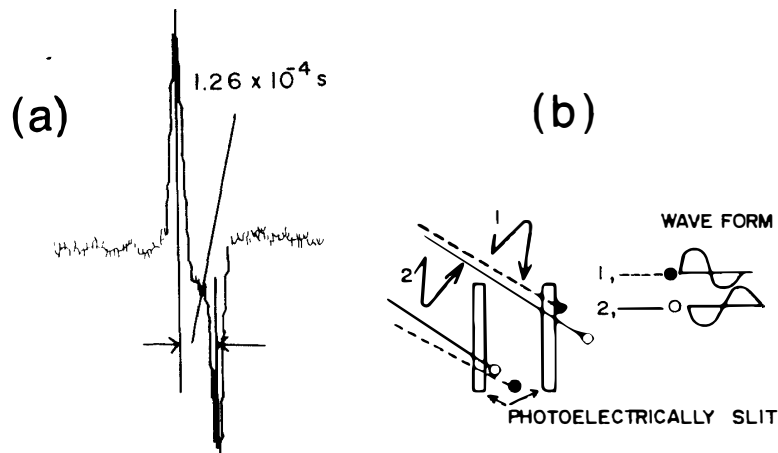 (a)
1.26 x 10⁻⁴ s
(b)
1
2
WAVE FORM
1,
2,
PHOTOELECTRICALLY SLIT